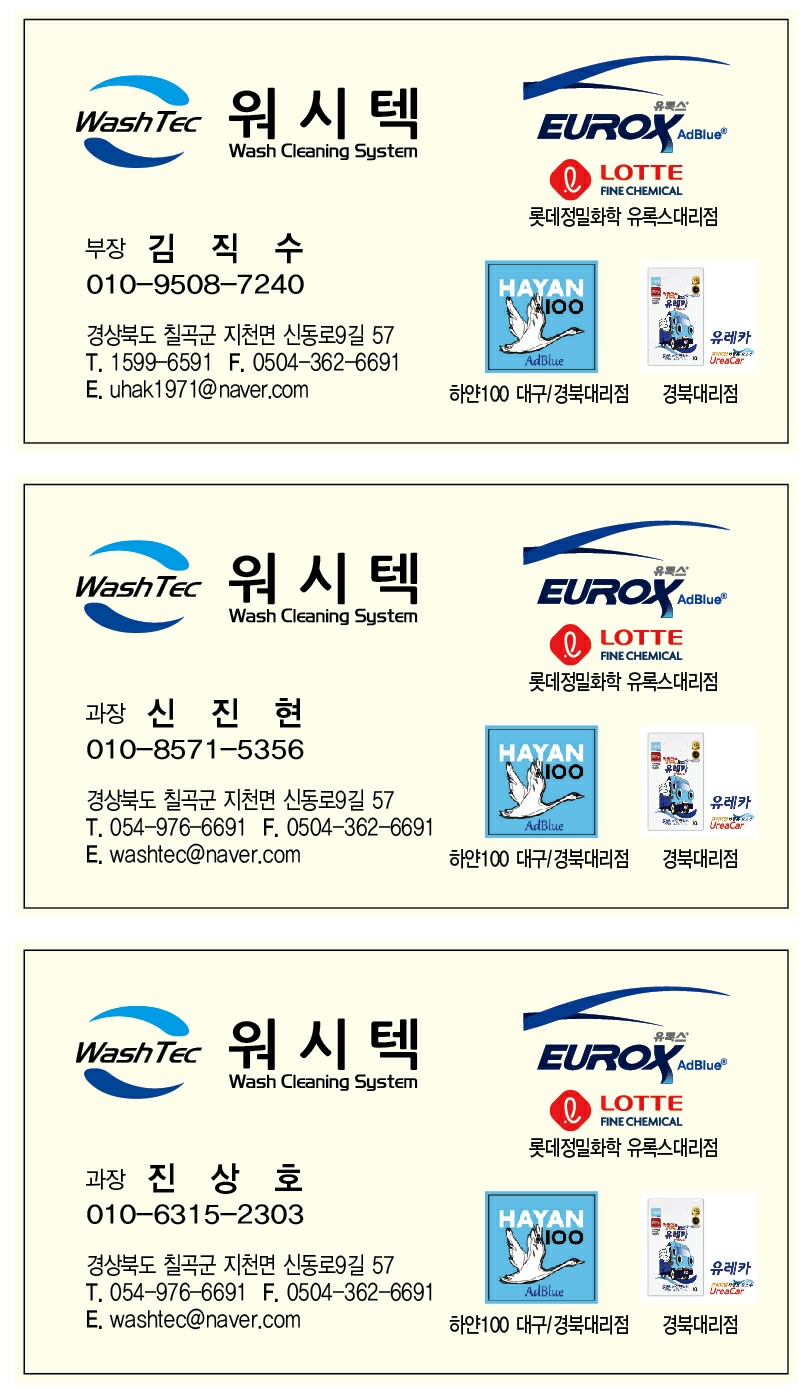 WashTec 워시텍
Wash Cleaning System
유록스
EUROX AdBlue®
LOTTE
FINE CHEMICAL
롯데정밀화학 유록스대리점
부장 김 직 수
010-9508-7240
경상북도 칠곡군 지천면 신동로9길 57
T. 1599-6591 F. 0504-362-6691
E. uhak1971@naver.com
HAYAN
100
AdBlue
하얀100 대구/경북대리점
유레카
유레카
UreaCar
경북대리점
WashTec 워시텍
Wash Cleaning System
유록스
EUROX AdBlue®
LOTTE
FINE CHEMICAL
롯데정밀화학 유록스대리점
과장 신 진 현
010-8571-5356
경상북도 칠곡군 지천면 신동로9길 57
T. 054-976-6691 F. 0504-362-6691
E. washtec@naver.com
HAYAN
100
AdBlue
하얀100 대구/경북대리점
유레카
유레카
UreaCar
경북대리점
WashTec 워시텍
Wash Cleaning System
유록스
EUROX AdBlue®
LOTTE
FINE CHEMICAL
롯데정밀화학 유록스대리점
과장 진 상 호
010-6315-2303
경상북도 칠곡군 지천면 신동로9길 57
T. 054-976-6691 F. 0504-362-6691
E. washtec@naver.com
HAYAN
100
AdBlue
하얀100 대구/경북대리점
유레카
유레카
UreaCar
경북대리점